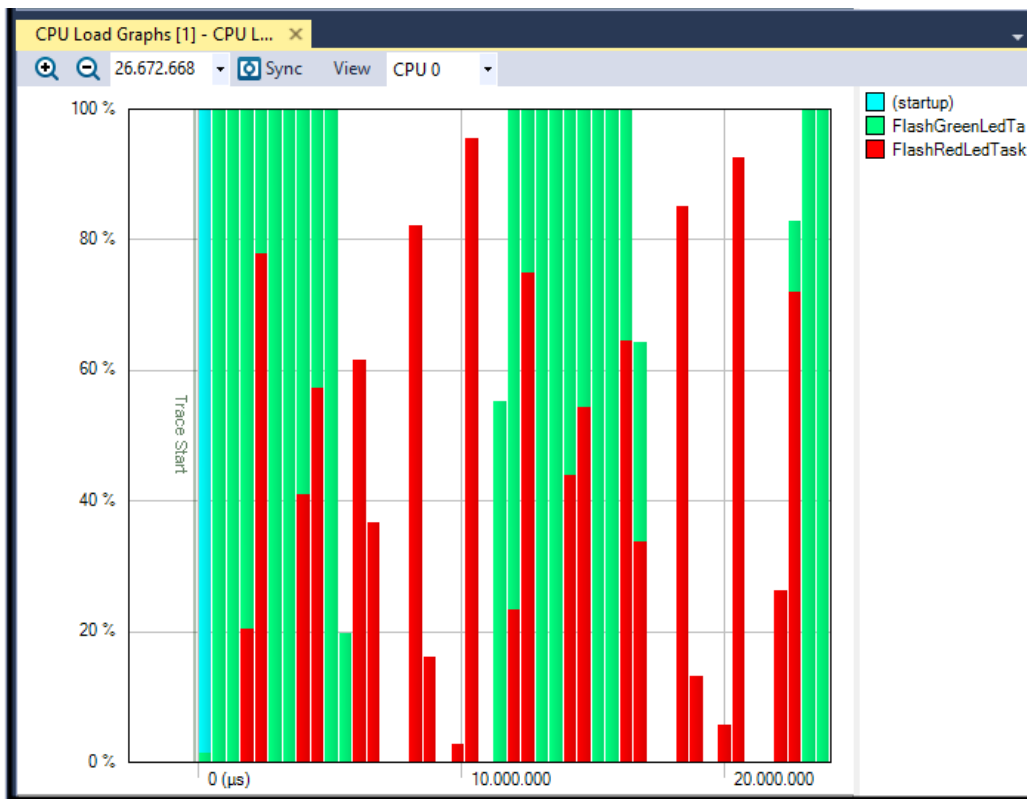 CPU Load Graphs [1] - CPU L...
26.672.668 Sync View CPU 0
100 %
80 %
60 %
40 %
20 %
0 %
Trace Start
0 (µs)
10.000.000
20.000.000
(startup)
FlashGreenLedTa
FlashRedLedTask